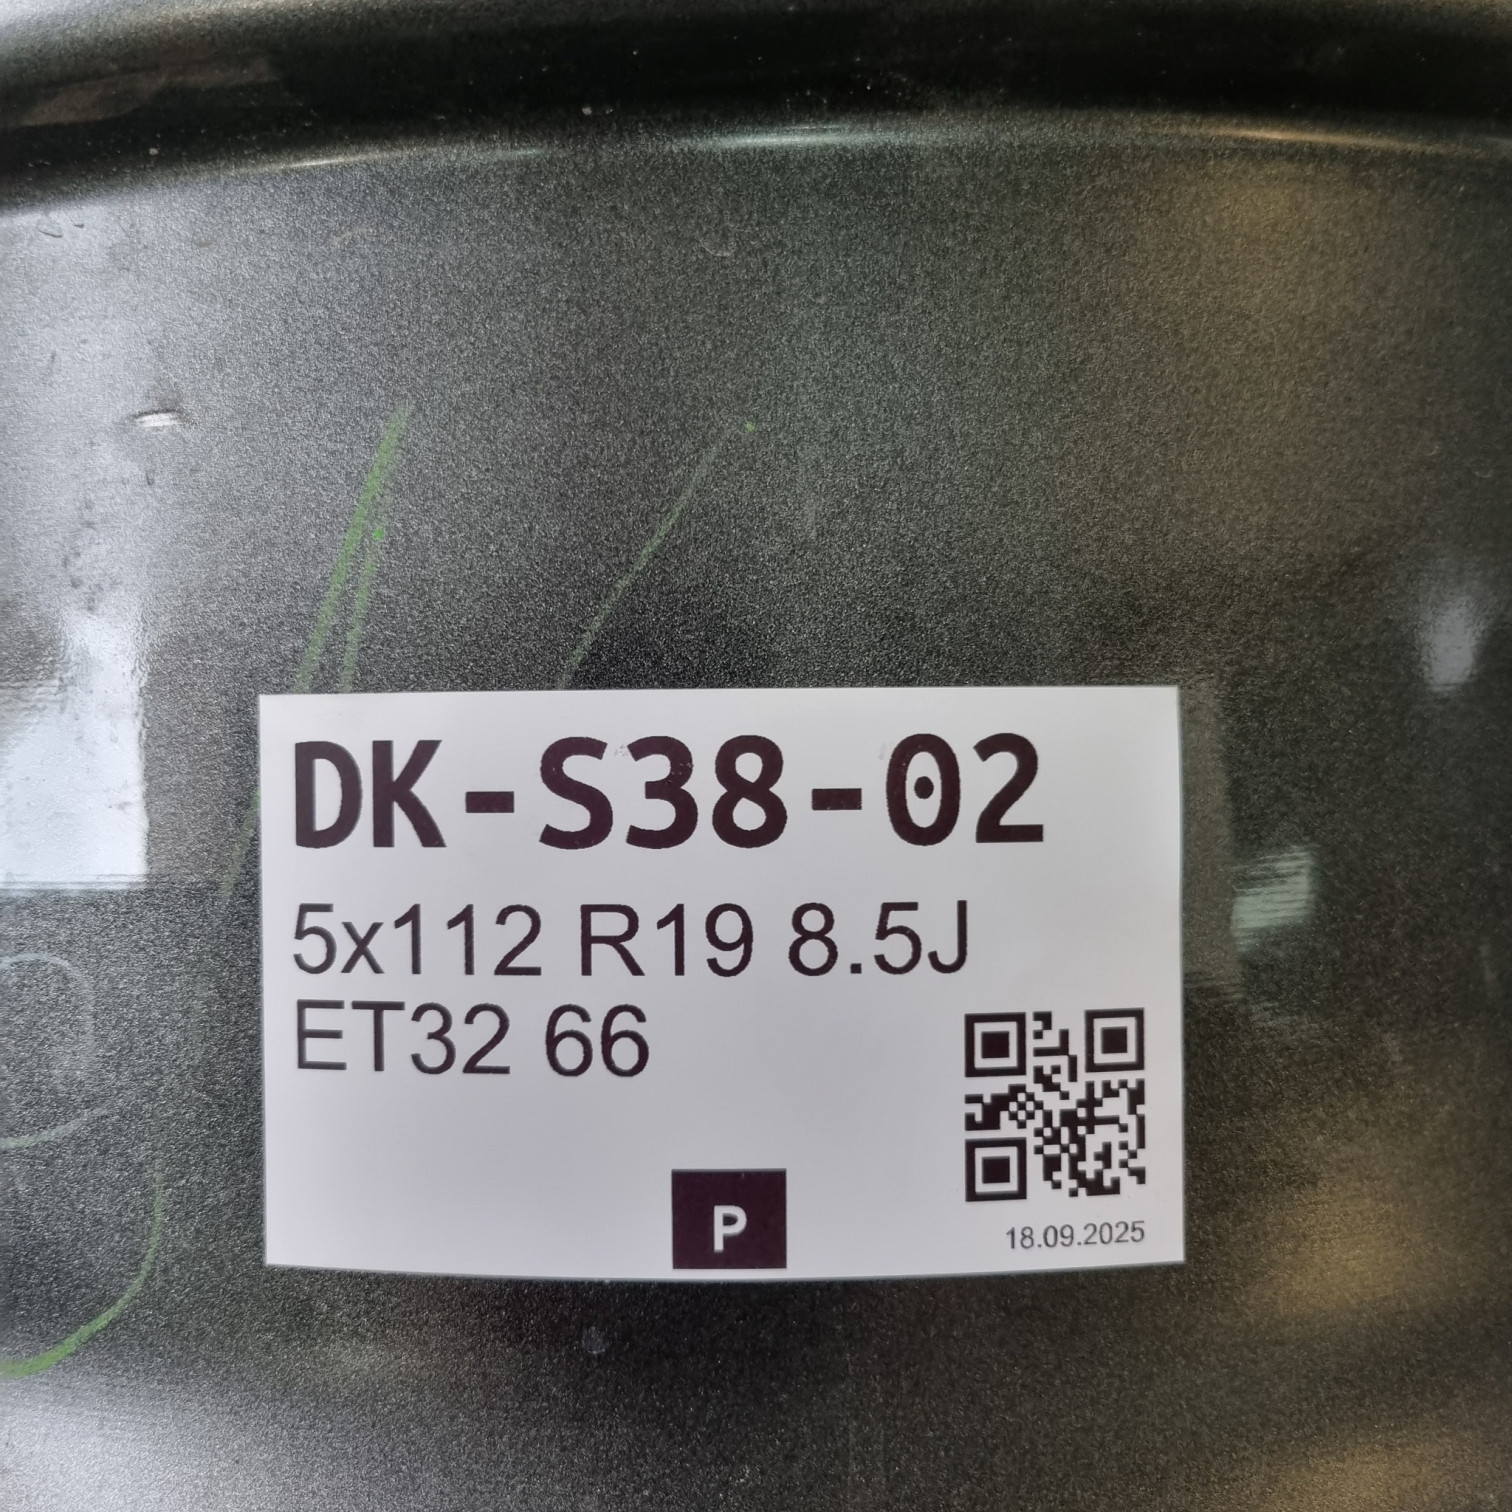 DK-S38-02
5x112 R19 8.5J
ET32 66
P
18.09.2025